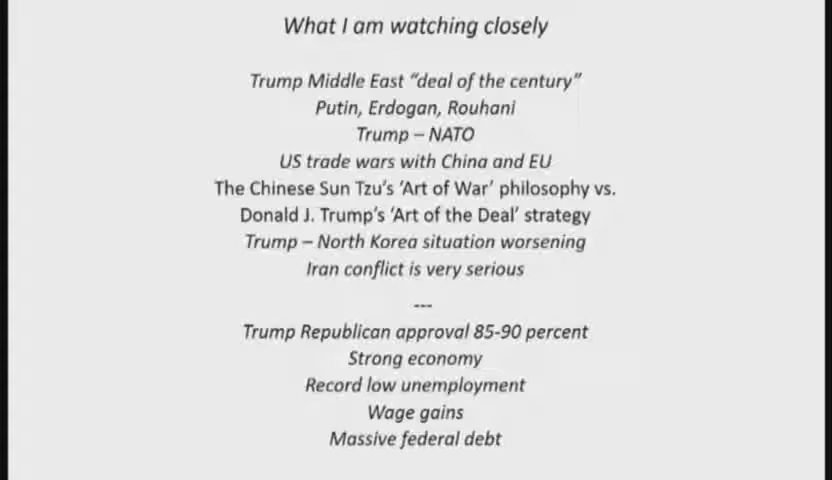 What I am watching closely
Trump Middle East “deal of the century”
Putin, Erdogan, Rouhani
Trump – NATO
US trade wars with China and EU
The Chinese Sun Tzu’s ‘Art of War’ philosophy vs.
Donald J. Trump’s ‘Art of the Deal’ strategy
Trump – North Korea situation worsening
Iran conflict is very serious
---
Trump Republican approval 85-90 percent
Strong economy
Record low unemployment
Wage gains
Massive federal debt